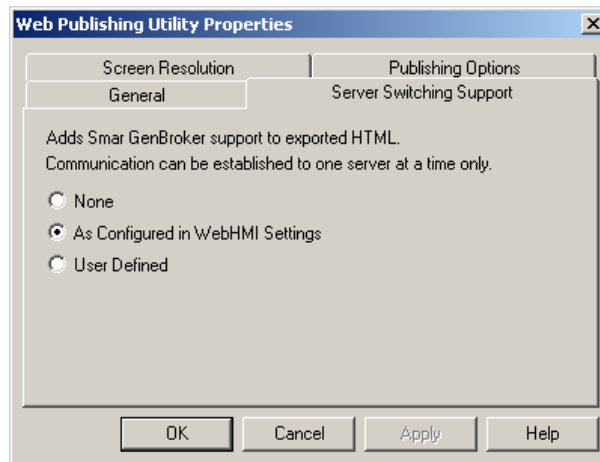 Web Publishing Utility Properties
Screen Resolution
Publishing Options
General
Server Switching Support
Adds Smar GenBroker support to exported HTML.
Communication can be established to one server at a time only.
None
As Configured in WebHMI Settings
User Defined
OK
Cancel
Apply
Help